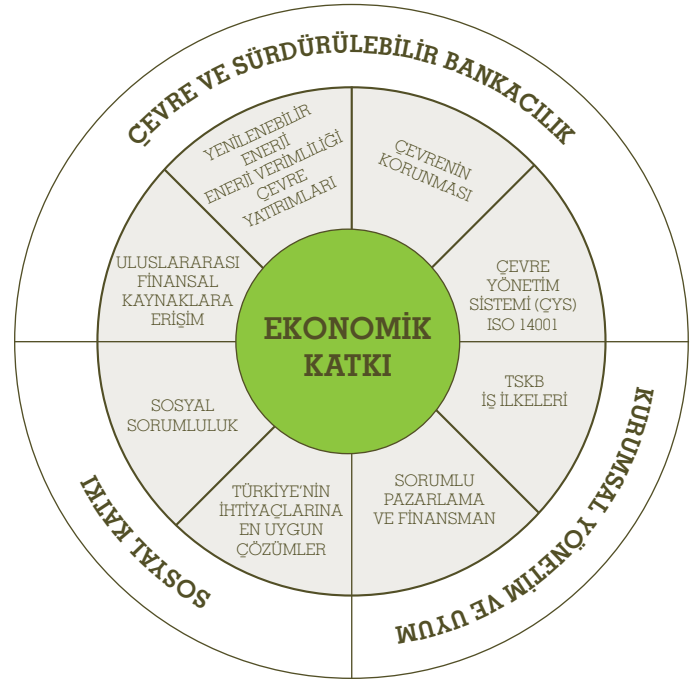 ÇEVRE VE SÜRDÜRÜLEBİLİR BANKACILIK
YENİLENEBİLİR
ENERJİ
ENERJİ VERİMLİLİĞİ
ÇEVRE
YATIRIMLARI
ÇEVRENİN
KORUNMASI
ULUSLARARASI
FİNANSAL
KAYNAKLARA
ERİŞİM
ÇEVRE
YÖNETİM
SİSTEMİ (ÇYS)
ISO 14001
EKONOMİK
KATKI
TSKB
İŞ İLKELERİ
SOSYAL
SORUMLULUK
TÜRKİYE'NİN
İHTİYAÇLARINA
EN UYGUN
ÇÖZÜMLER
SORUMLU
PAZARLAMA
VE FİNANSMAN
SOSYAL KATKI
KURUMSAL YÖNETİM VE UYUM